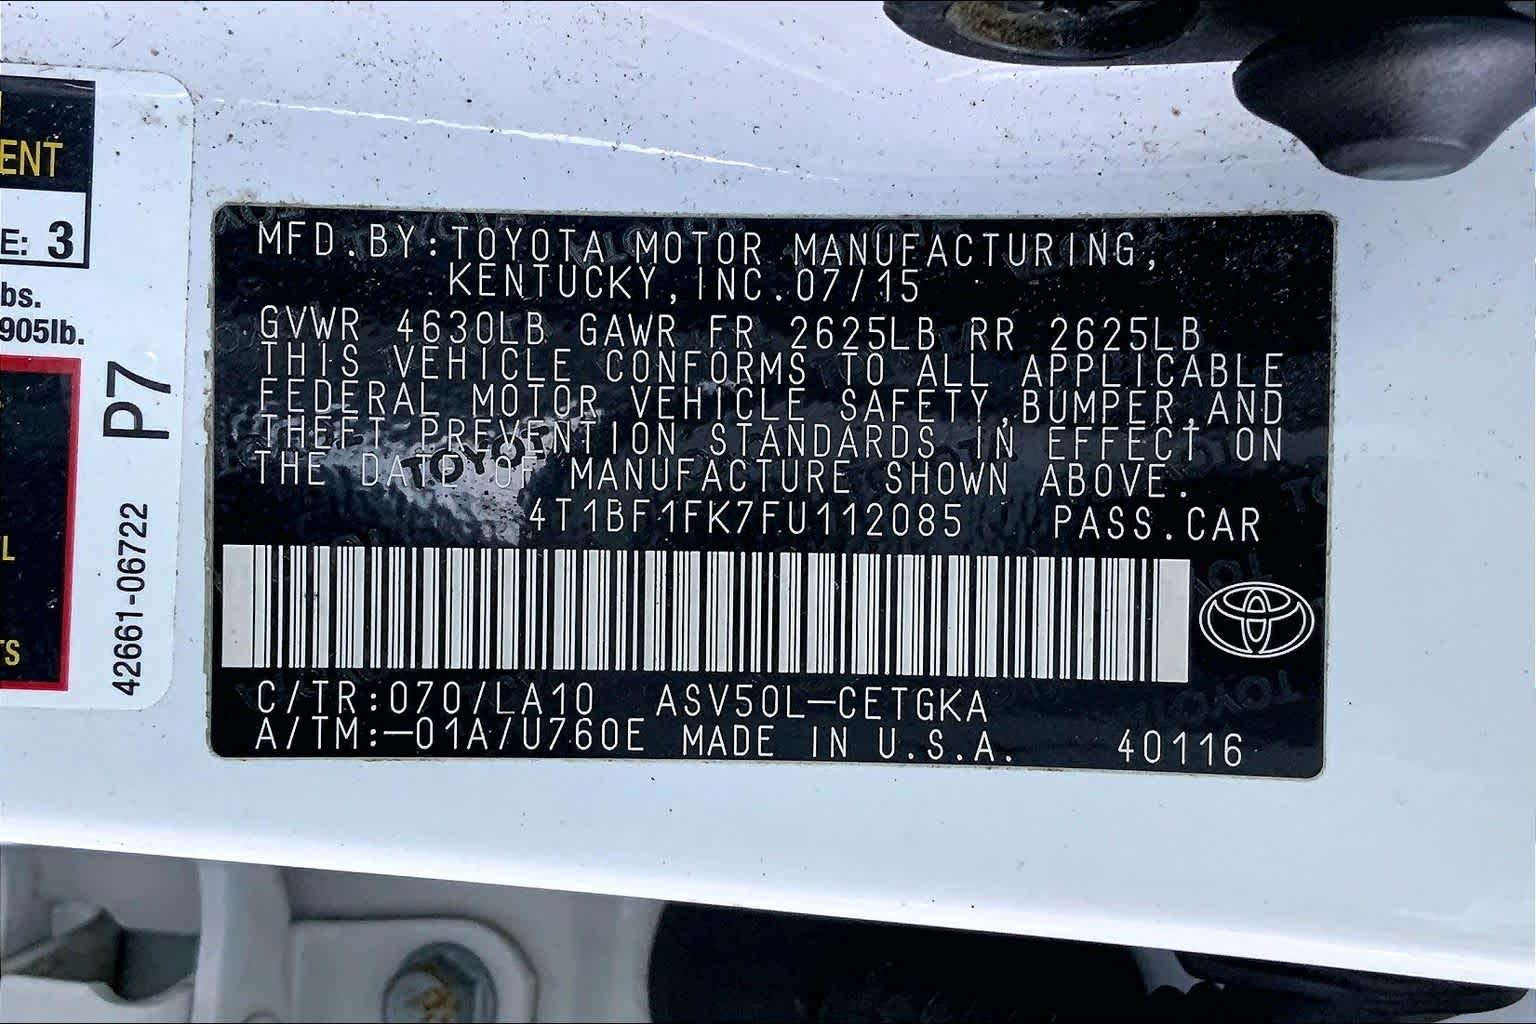 ENT
E: 3
bs.
905lb.
L
TS
P7
42661-06722
MFD.BY:TOYOTA MOTOR MANUFACTURING,
KENTUCKY,INC.07/15
GVWR 4630LB GAWR FR 2625LB RR 2625LB
THIS VEHICLE CONFORMS TO ALL APPLICABLE
FEDERAL MOTOR VEHICLE SAFETY,BUMPER,AND
THEFT PREVENTION STANDARDS IN EFFECT ON
THE DATE OF MANUFACTURE SHOWN ABOVE.
TOYOTA
4T1BF1FK7FU112085 PASS.CAR
C/TR:070/LA10 ASV50L-CETGKA
A/TM:-01A/U760E MADE IN U.S.A. 40116